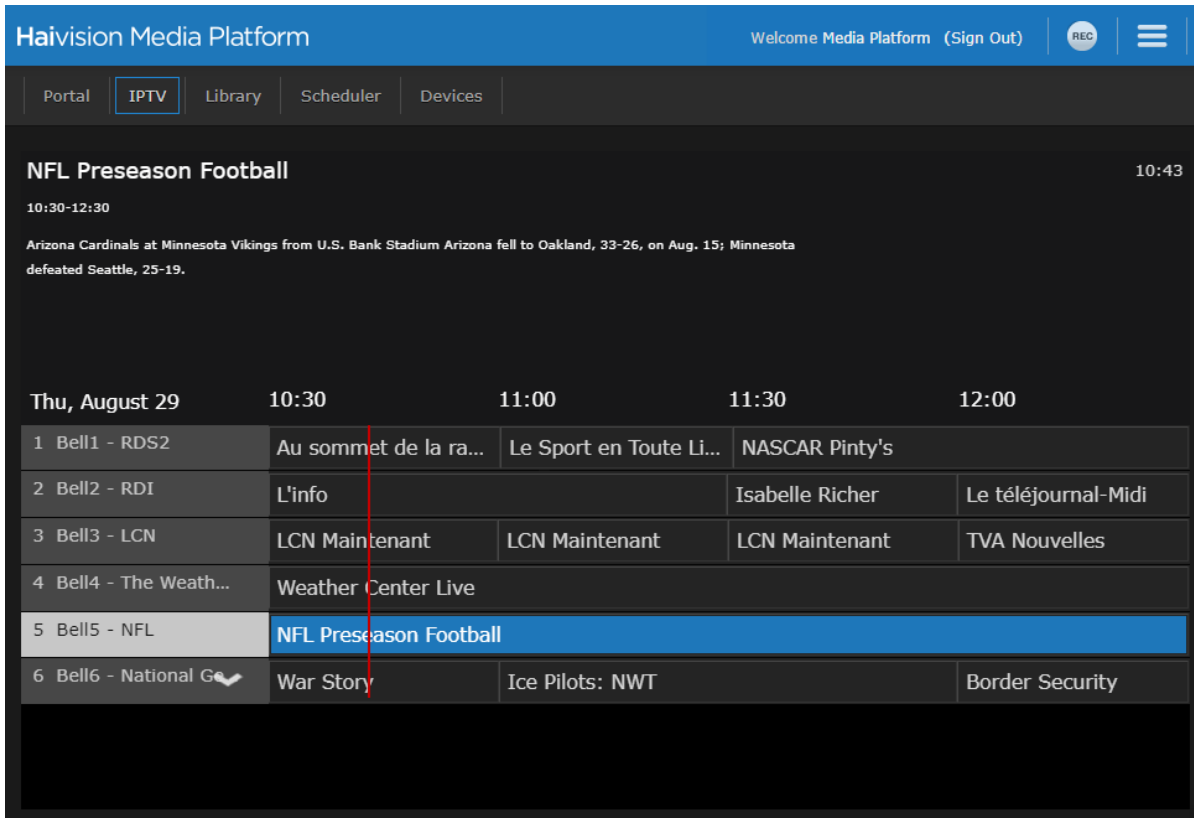 Haivision Media Platform
Welcome Media Platform (Sign Out)
REC
Portal
IPTV
Library
Scheduler
Devices
NFL Preseason Football
10:43
10:30-12:30
Arizona Cardinals at Minnesota Vikings from U.S. Bank Stadium Arizona fell to Oakland, 33-26, on Aug. 15; Minnesota
defeated Seattle, 25-19.
Thu, August 29 10:30 11:00 11:30 12:00
1 Bell1 - RDS2 Au sommet de la ra... Le Sport en Toute Li... NASCAR Pinty's
2 Bell2 - RDI L'info Isabelle Richer Le téléjournal-Midi
3 Bell3 - LCN LCN Maintenant LCN Maintenant LCN Maintenant TVA Nouvelles
4 Bell4 - The Weath... Weather Center Live
5 Bell5 - NFL NFL Preseason Football
6 Bell6 - National War Story Ice Pilots: NWT Border Security